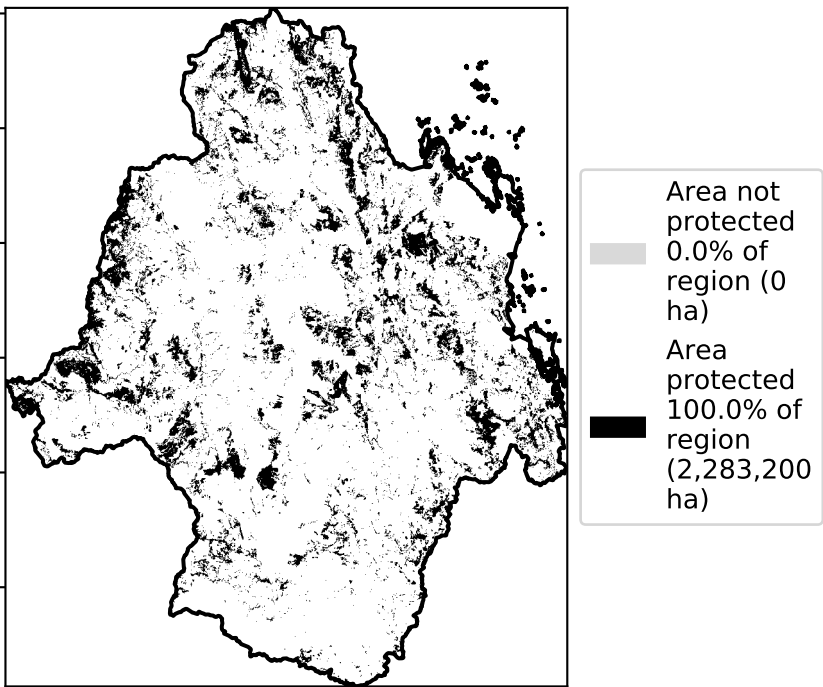 Area not
protected
0.0% of
region (0
ha)
Area
protected
100.0% of
region
(2,283,200
ha)